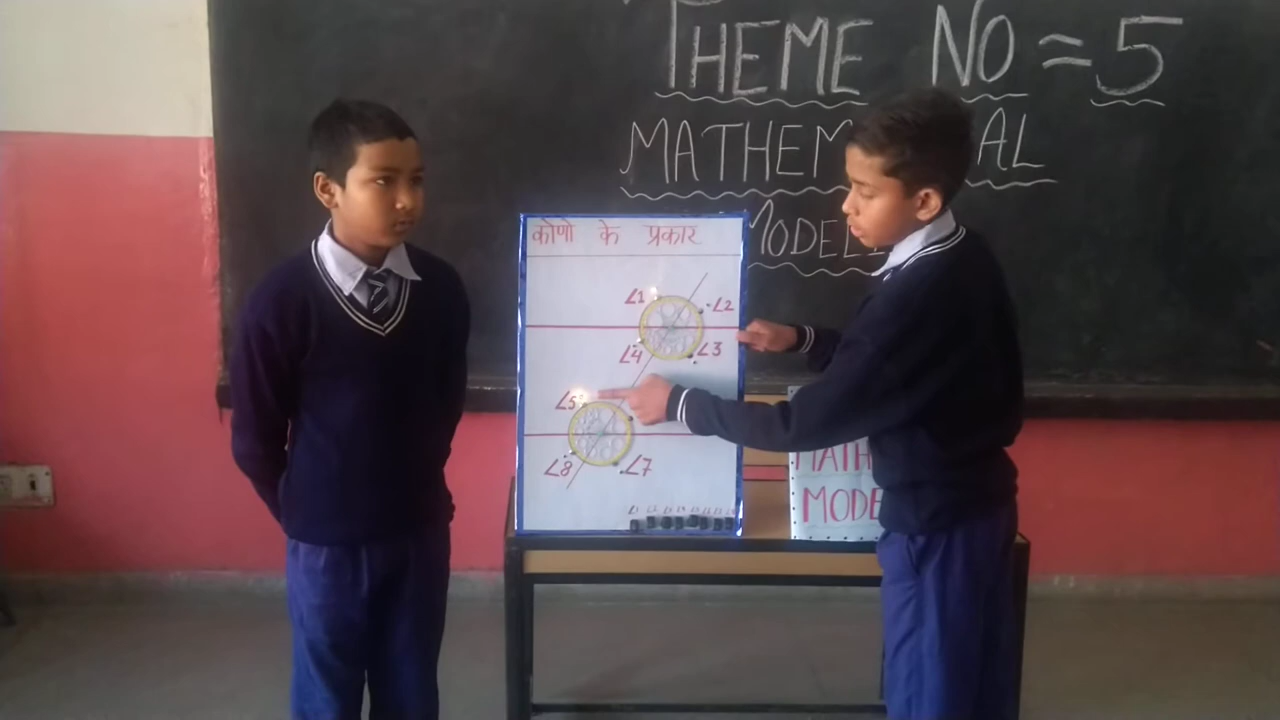 THEME NO = 5
MATHEM AL
MODEL
कोणो के प्रकार
∠1 ∠2
∠4 ∠3
∠5
∠8 ∠7
MATH
MODE